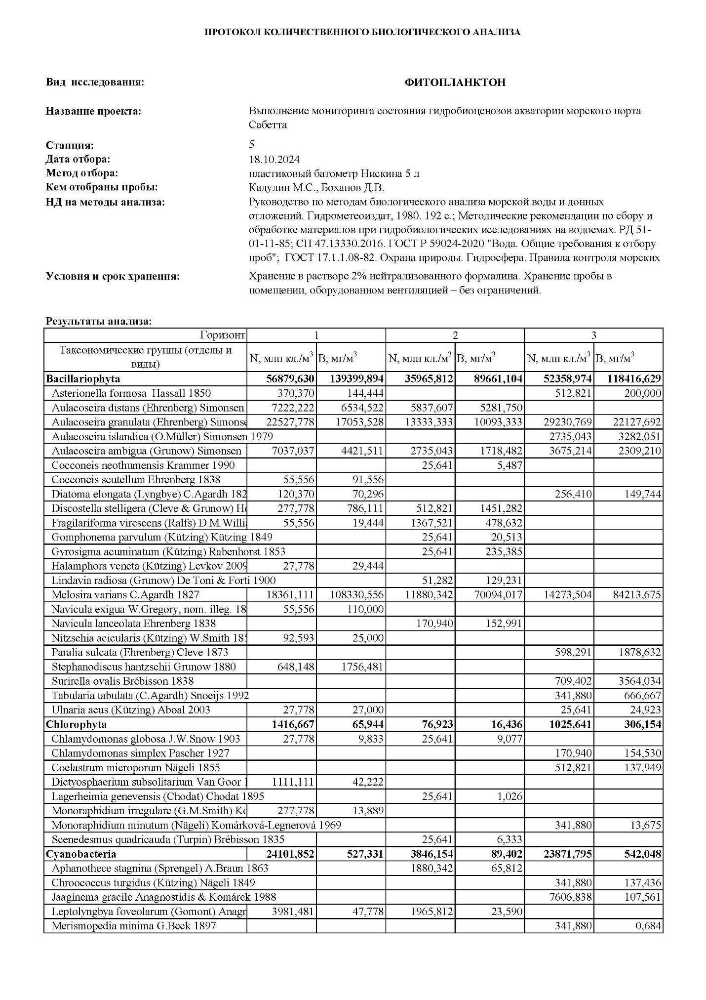 ПРОТОКОЛ КОЛИЧЕСТВЕННОГО БИОЛОГИЧЕСКОГО АНАЛИЗА
Вид исследования: ФИТОПЛАНКТОН
Название проекта: Выполнение мониторинга состояния гидробиоценозов акватории морского порта
Сабетта
Станция: 5
Дата отбора: 18.10.2024
Метод отбора: пластиковый батометр Нискина 5 л
Кем отобраны пробы: Кадулин М.С., Боханов Д.В.
НД на методы анализа: Руководство по методам биологического анализа морской воды и донных
отложений. Гидрометеоиздат, 1980. 192 с.; Методические рекомендации по сбору и
обработке материалов при гидробиологических исследованиях на водоемах. РД 51-
01-11-85; СП 47.13330.2016. ГОСТ Р 59024-2020 "Вода. Общие требования к отбору
проб"; ГОСТ 17.1.1.08-82. Охрана природы. Гидросфера. Правила контроля морских
Условия и срок хранения: Хранение в растворе 2% нейтрализованного формалина. Хранение пробы в
помещении, оборудованном вентиляцией – без ограничений.
Результаты анализа:
Горизонт 1 2 3
Таксономические группы (отделы и
виды) N, млн кл./м³ B, мг/м³ N, млн кл./м³ B, мг/м³ N, млн кл./м³ B, мг/м³
Bacillariophyta 56879,630 139399,894 35965,812 89661,104 52358,974 118416,629
Asterionella formosa Hassall 1850 370,370 144,444 512,821 200,000
Aulacoseira distans (Ehrenberg) Simonsen 7222,222 6534,522 5837,607 5281,750
Aulacoseira granulata (Ehrenberg) Simonse 22527,778 17053,528 13333,333 10093,333 29230,769 22127,692
Aulacoseira islandica (O.Müller) Simonsen 1979 2735,043 3282,051
Aulacoseira ambigua (Grunow) Simonsen 7037,037 4421,511 2735,043 1718,482 3675,214 2309,210
Cocconeis neothumensis Krammer 1990 25,641 5,487
Cocconeis scutellum Ehrenberg 1838 55,556 91,556
Diatoma elongata (Lyngbye) C.Agardh 182 120,370 70,296 256,410 149,744
Discostella stelligera (Cleve & Grunow) Ho 277,778 786,111 512,821 1451,282
Fragilariforma virescens (Ralfs) D.M.Willia 55,556 19,444 1367,521 478,632
Gomphonema parvulum (Kützing) Kützing 1849 25,641 20,513
Gyrosigma acuminatum (Kützing) Rabenhorst 1853 25,641 235,385
Halamphora veneta (Kützing) Levkov 2009 27,778 29,444
Lindavia radiosa (Grunow) De Toni & Forti 1900 51,282 129,231
Melosira varians C.Agardh 1827 18361,111 108330,556 11880,342 70094,017 14273,504 84213,675
Navicula exigua W.Gregory, nom. illeg. 18 55,556 110,000
Navicula lanceolata Ehrenberg 1838 170,940 152,991
Nitzschia acicularis (Kützing) W.Smith 185 92,593 25,000
Paralia sulcata (Ehrenberg) Cleve 1873 598,291 1878,632
Stephanodiscus hantzschii Grunow 1880 648,148 1756,481
Surirella ovalis Brébisson 1838 709,402 3564,034
Tabularia tabulata (C.Agardh) Snoeijs 1992 341,880 666,667
Ulnaria acus (Kützing) Aboal 2003 27,778 27,000 25,641 24,923
Chlorophyta 1416,667 65,944 76,923 16,436 1025,641 306,154
Chlamydomonas globosa J.W.Snow 1903 27,778 9,833 25,641 9,077
Chlamydomonas simplex Pascher 1927 170,940 154,530
Coelastrum microporum Nägeli 1855 512,821 137,949
Dictyosphaerium subsolitarium Van Goor 1 1111,111 42,222
Lagerheimia genevensis (Chodat) Chodat 1895 25,641 1,026
Monoraphidium irregulare (G.M.Smith) Ko 277,778 13,889
Monoraphidium minutum (Nägeli) Komárková-Legnerová 1969 341,880 13,675
Scenedesmus quadricauda (Turpin) Brébisson 1835 25,641 6,333
Cyanobacteria 24101,852 527,331 3846,154 89,402 23871,795 542,048
Aphanothece stagnina (Sprengel) A.Braun 1863 1880,342 65,812
Chroococcus turgidus (Kützing) Nägeli 1849 341,880 137,436
Jaaginema gracile Anagnostidis & Komárek 1988 7606,838 107,561
Leptolyngbya foveolarum (Gomont) Anagn 3981,481 47,778 1965,812 23,590
Merismopedia minima G.Beck 1897 341,880 0,684